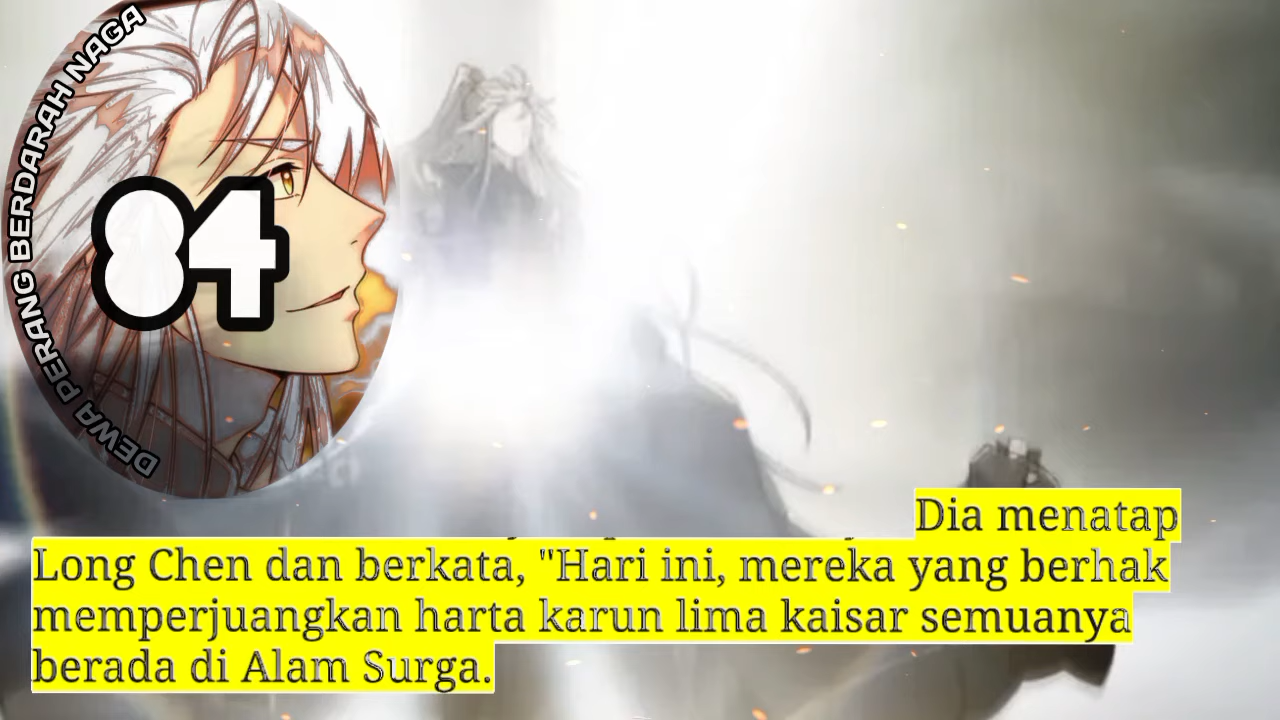 DEWA PERANG BERDARAH NAGA
84
Dia menatap
Long Chen dan berkata, "Hari ini, mereka yang berhak
memperjuangkan harta karun lima kaisar semuanya
berada di Alam Surga.